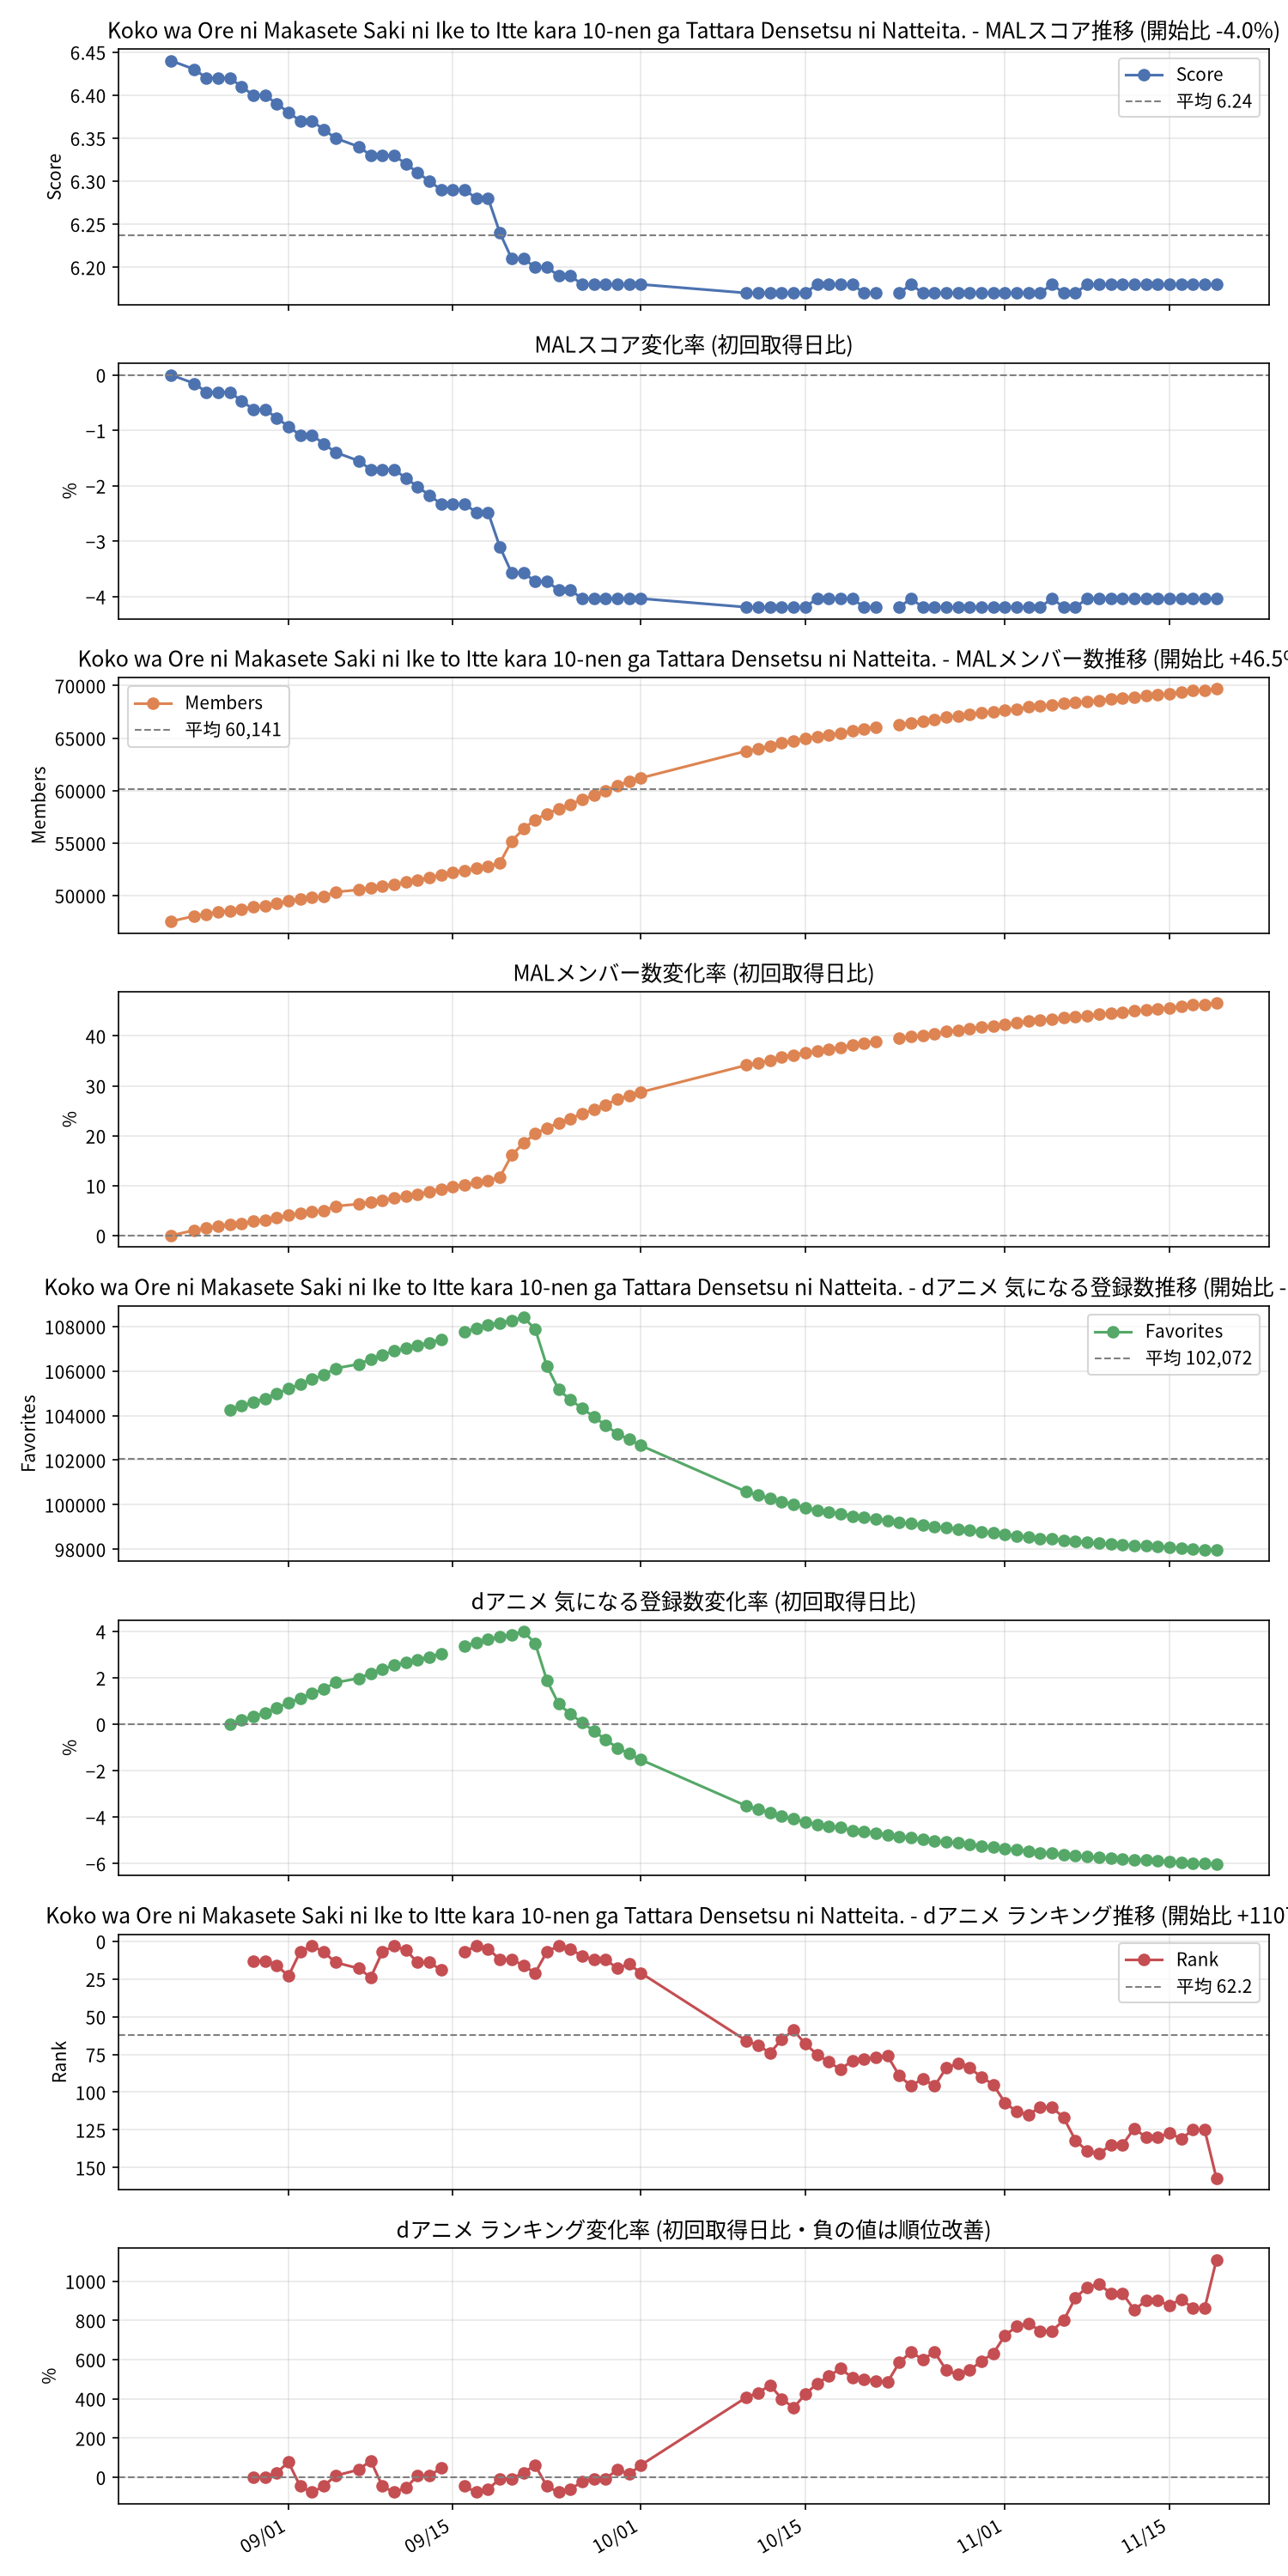 Koko wa Ore ni Makasete Saki ni Ike to Itte kara 10-nen ga Tattara Densetsu ni Natteita. - MALスコア推移 (開始比 -4.0%)
6.45
6.40
6.35
6.30
6.25
6.20
Score
Score
平均 6.24
MALスコア変化率 (初回取得日比)
0
−1
−2
−3
−4
%
Koko wa Ore ni Makasete Saki ni Ike to Itte kara 10-nen ga Tattara Densetsu ni Natteita. - MALメンバー数推移 (開始比 +46.5%
70000
65000
60000
55000
50000
Members
Members
平均 60,141
MALメンバー数変化率 (初回取得日比)
40
30
20
10
0
%
Koko wa Ore ni Makasete Saki ni Ike to Itte kara 10-nen ga Tattara Densetsu ni Natteita. - dアニメ 気になる登録数推移 (開始比 -
108000
106000
104000
102000
100000
98000
Favorites
Favorites
平均 102,072
dアニメ 気になる登録数変化率 (初回取得日比)
4
2
0
−2
−4
−6
%
Koko wa Ore ni Makasete Saki ni Ike to Itte kara 10-nen ga Tattara Densetsu ni Natteita. - dアニメ ランキング推移 (開始比 +1107
0
25
50
75
100
125
150
Rank
Rank
平均 62.2
dアニメ ランキング変化率 (初回取得日比・負の値は順位改善)
1000
800
600
400
200
0
%
09/01
09/15
10/01
10/15
11/01
11/15